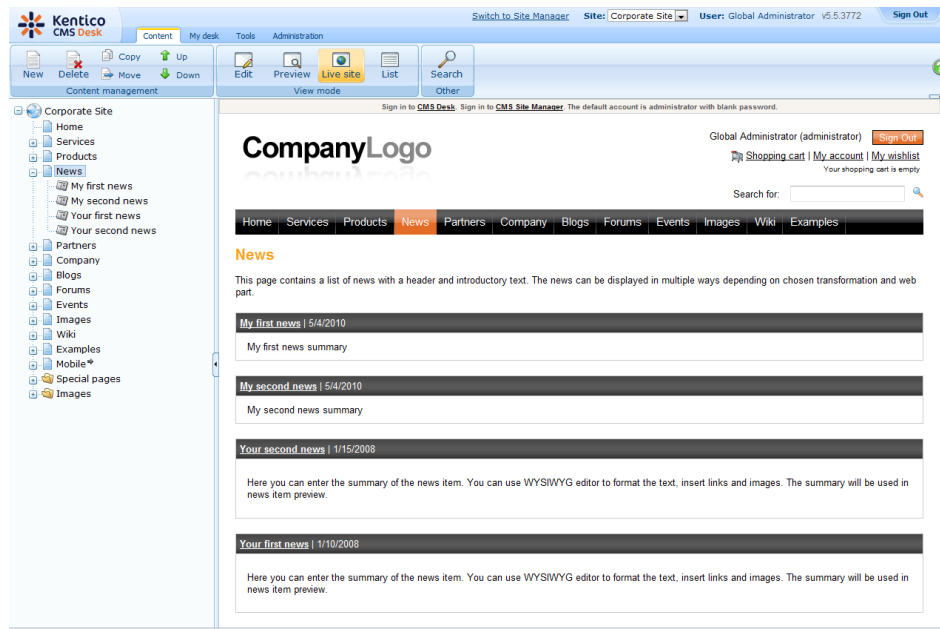 Kentico
CMS Desk
Switch to Site Manager Site: Corporate Site User: Global Administrator v5.5.3772 Sign Out
Content My desk Tools Administration
New Delete Copy Move Up Down
Content management
Edit Preview Live site List
View mode
Search
Other
Corporate Site
Home
Services
Products
News
My first news
My second news
Your first news
Your second news
Partners
Company
Blogs
Forums
Events
Images
Wiki
Examples
Mobile
Special pages
Images
Sign in to CMS Desk. Sign in to CMS Site Manager. The default account is administrator with blank password.
CompanyLogo
Global Administrator (administrator) Sign Out
Shopping cart | My account | My wishlist
Your shopping cart is empty
Search for:
Home Services Products News Partners Company Blogs Forums Events Images Wiki Examples
News
This page contains a list of news with a header and introductory text. The news can be displayed in multiple ways depending on chosen transformation and web
part.
My first news | 5/4/2010
My first news summary
My second news | 5/4/2010
My second news summary
Your second news | 1/15/2008
Here you can enter the summary of the news item. You can use WYSIWYG editor to format the text, insert links and images. The summary will be used in
news item preview.
Your first news | 1/10/2008
Here you can enter the summary of the news item. You can use WYSIWYG editor to format the text, insert links and images. The summary will be used in
news item preview.